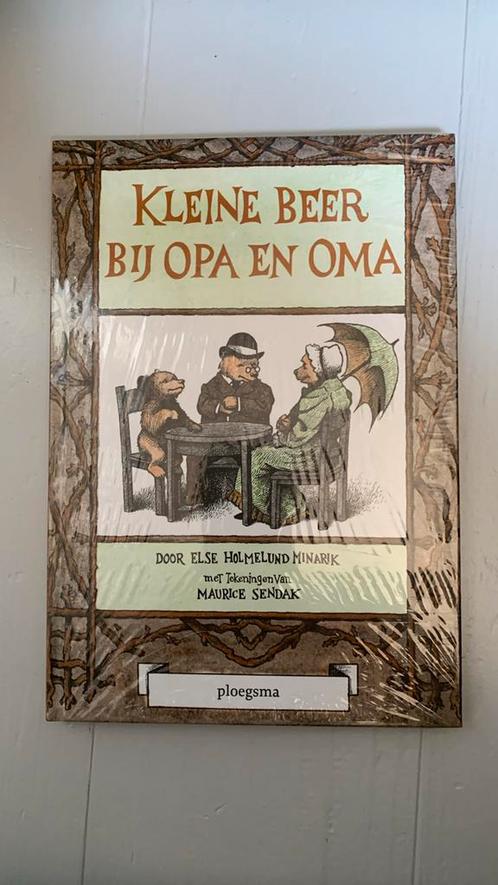 KLEINE BEER
BIJ OPA EN OMA
DOOR ELSE HOLMELUND MINARIK
met Tekeningen Van
MAURICE SENDAK
ploegsma